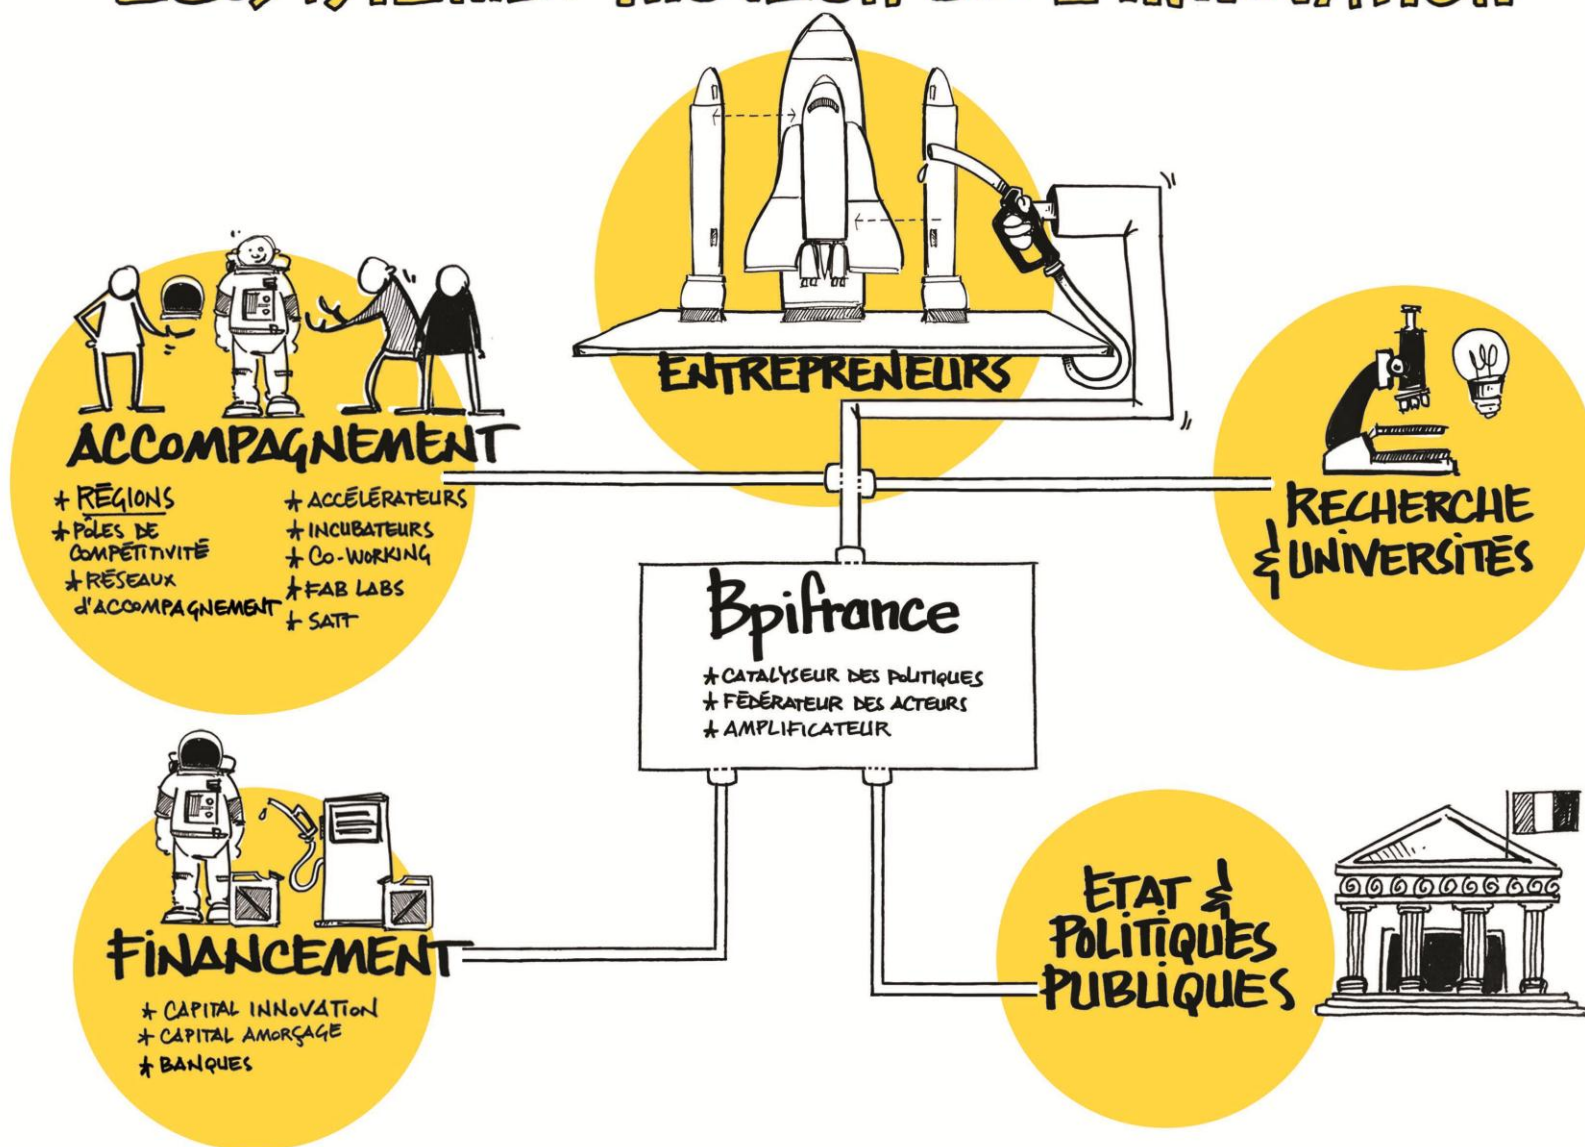 ENTREPRENEURS
ACCOMPAGNEMENT
* RÉGIONS
* PÔLES DE
COMPÉTITIVITÉ
* RÉSEAUX
d'ACCOMPAGNEMENT
* ACCÉLÉRATEURS
* INCUBATEURS
* CO-WORKING
* FAB LABS
* SATT
RECHERCHE
& UNIVERSITÉS
Bpifrance
* CATALYSEUR DES POLITIQUES
* FÉDÉRATEUR DES ACTEURS
* AMPLIFICATEUR
FINANCEMENT
* CAPITAL INNOVATION
* CAPITAL AMORÇAGE
* BANQUES
ETAT &
POLITIQUES
PUBLIQUES